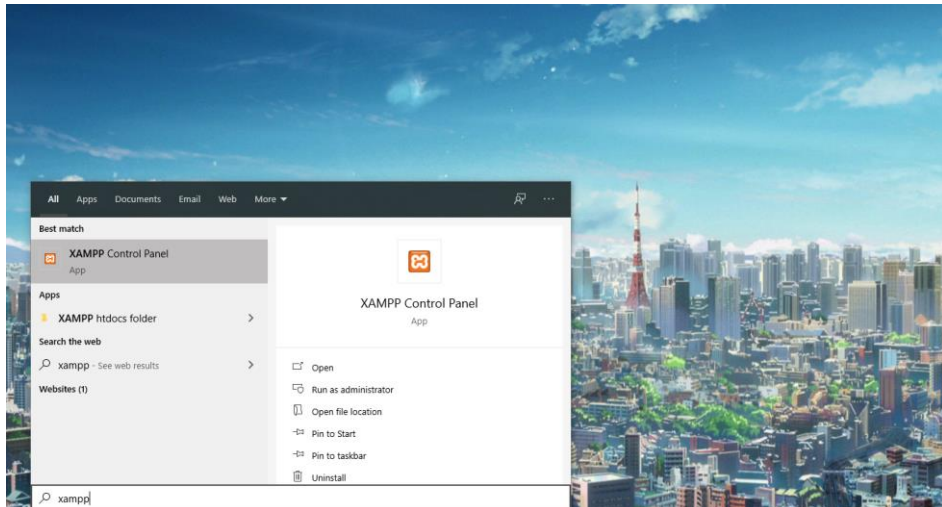 All Apps Documents Email Web More
Best match
XAMPP Control Panel
App
Apps
XAMPP htdocs folder
Search the web
xampp - See web results
Websites (1)
XAMPP Control Panel
App
Open
Run as administrator
Open file location
Pin to Start
Pin to taskbar
Uninstall
xampp